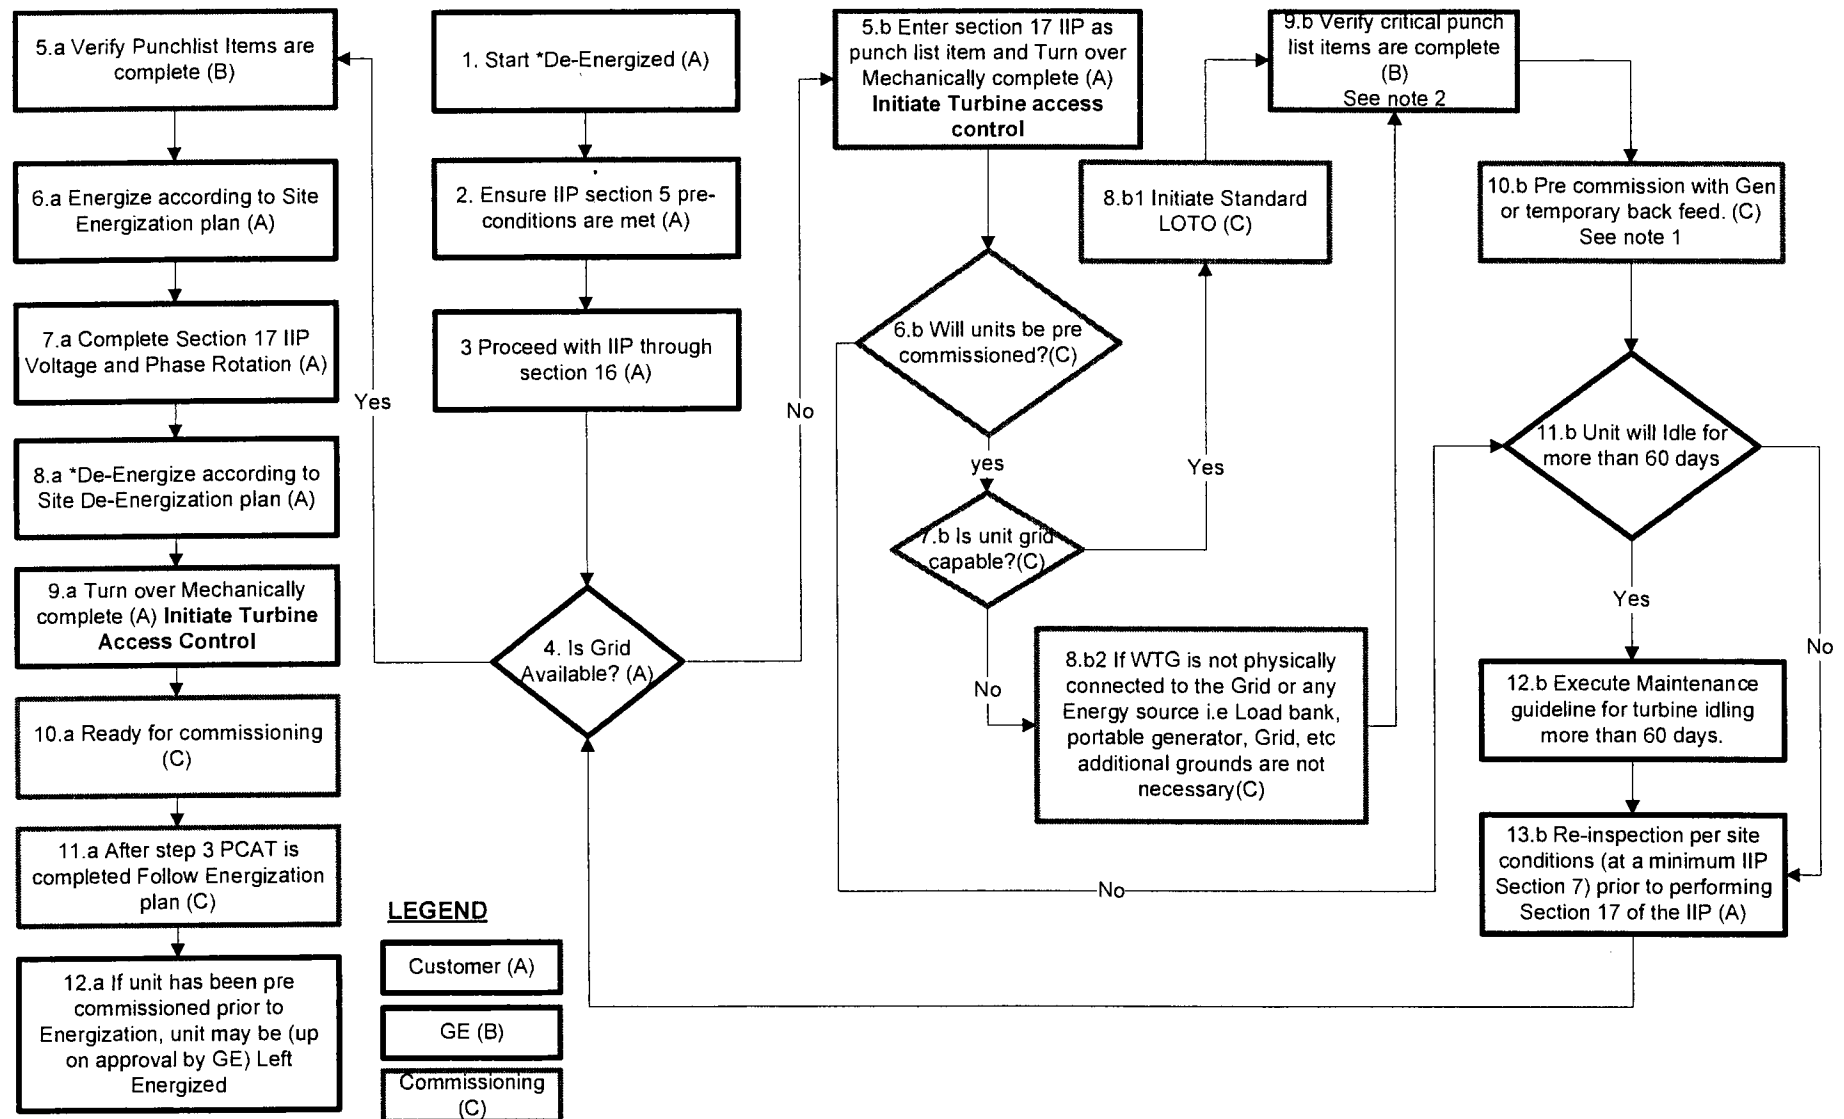 5.a Verify Punchlist Items are
complete (B)
6.a Energize according to Site
Energization plan (A)
7.a Complete Section 17 IIP
Voltage and Phase Rotation (A)
8.a *De-Energize according to
Site De-Energization plan (A)
9.a Turn over Mechanically
complete (A) Initiate Turbine
Access Control
10.a Ready for commissioning
(C)
11.a After step 3 PCAT is
completed Follow Energization
plan (C)
12.a If unit has been pre
commissioned prior to
Energization, unit may be (up
on approval by GE) Left
Energized
Yes
1. Start *De-Energized (A)
2. Ensure IIP section 5 pre-
conditions are met (A)
3 Proceed with IIP through
section 16 (A)
4. Is Grid
Available? (A)
No
LEGEND
Customer (A)
GE (B)
Commissioning
(C)
5.b Enter section 17 IIP as
punch list item and Turn over
Mechanically complete (A)
Initiate Turbine access
control
6.b Will units be pre
commissioned?(C)
yes
7.b Is unit grid
capable?(C)
No
Yes
8.b1 Initiate Standard
LOTO (C)
8.b2 If WTG is not physically
connected to the Grid or any
Energy source i.e Load bank,
portable generator, Grid, etc
additional grounds are not
necessary(C)
No
9.b Verify critical punch
list items are complete
(B)
See note 2
10.b Pre commission with Gen
or temporary back feed. (C)
See note 1
11.b Unit will Idle for
more than 60 days
Yes
No
12.b Execute Maintenance
guideline for turbine idling
more than 60 days.
13.b Re-inspection per site
conditions (at a minimum IIP
Section 7) prior to performing
Section 17 of the IIP (A)